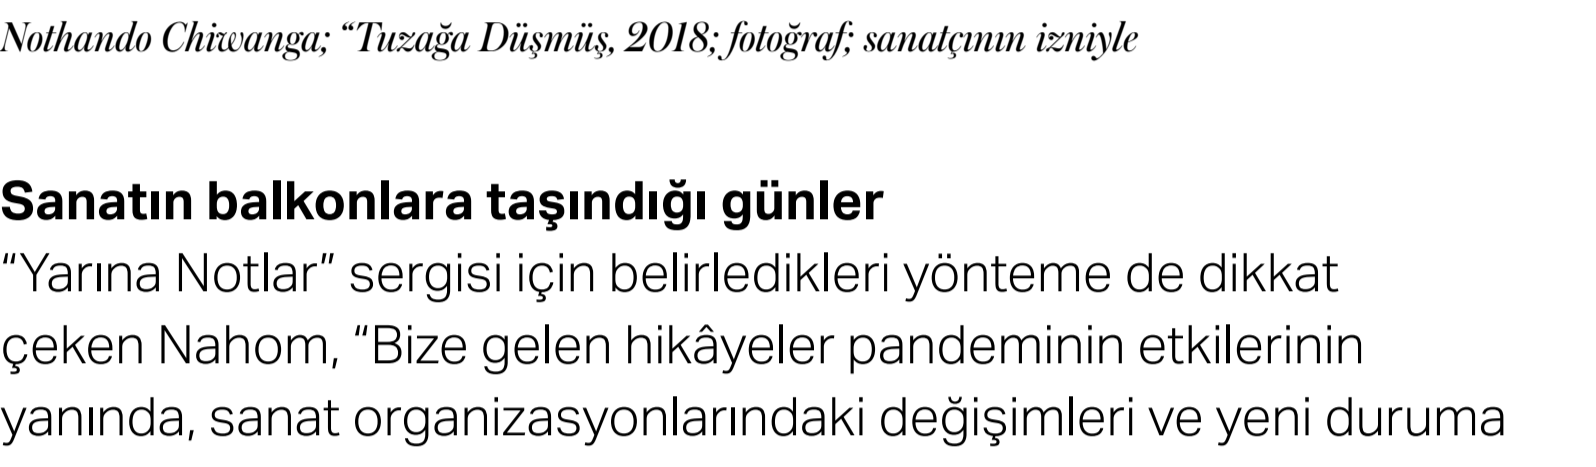 Nothando Chiwanga; “Tuzağa Düşmüş, 2018; fotoğraf; sanatçının izniyle
Sanatın balkonlara taşındığı günler
“Yarına Notlar” sergisi için belirledikleri yönteme de dikkat
çeken Nahom, “Bize gelen hikâyeler pandeminin etkilerinin
yanında, sanat organizasyonlarındaki değişimleri ve yeni duruma